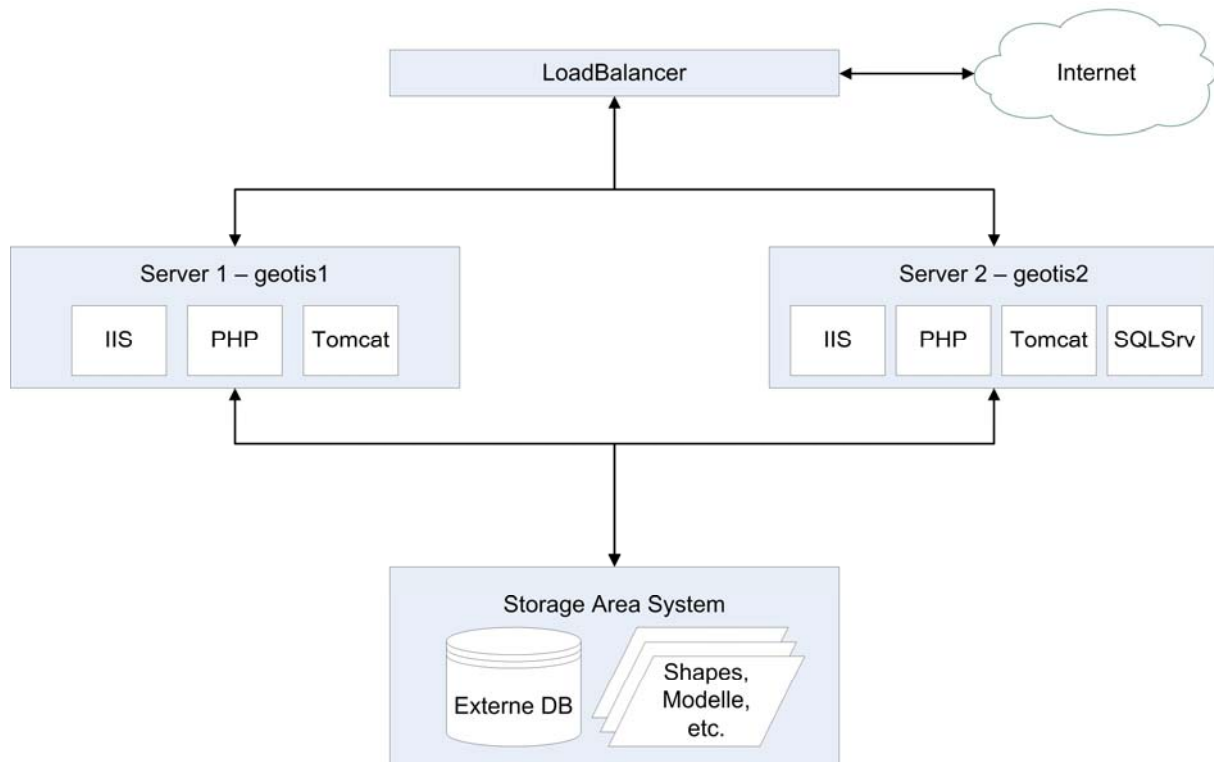 LoadBalancer
Internet
Server 1 – geotis1
IIS
PHP
Tomcat
Server 2 – geotis2
IIS
PHP
Tomcat
SQLSrv
Storage Area System
Externe DB
Shapes,
Modelle,
etc.